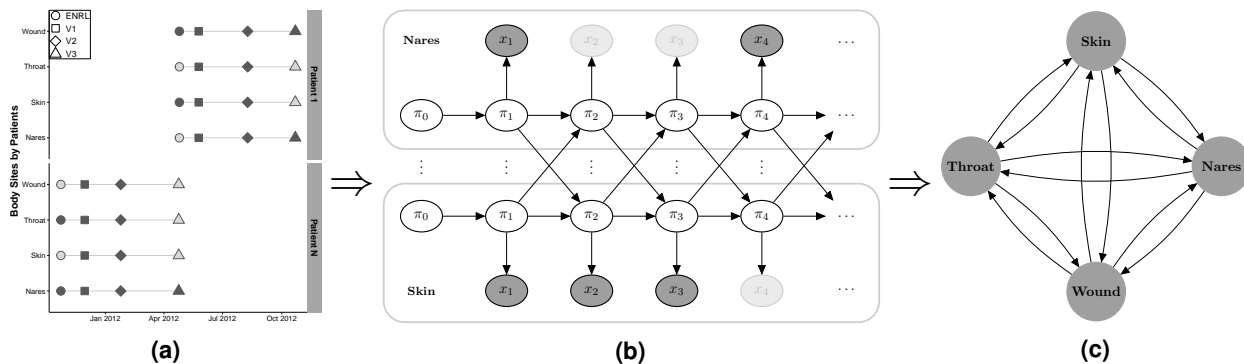 ENRL
V1
V2
V3
Body Sites by Patients
Wound
Throat
Skin
Nares
Patient 1
Wound
Throat
Skin
Nares
Patient N
Jan 2012 Apr 2012 Jul 2012 Oct 2012
(a)
⇒
Nares x1 x2 x3 x4 ...
π0 π1 π2 π3 π4 ...
⋮ ⋮ ⋮ ⋮ ⋮
π0 π1 π2 π3 π4 ...
Skin x1 x2 x3 x4 ...
(b)
⇒
Skin
Throat Nares
Wound
(c)